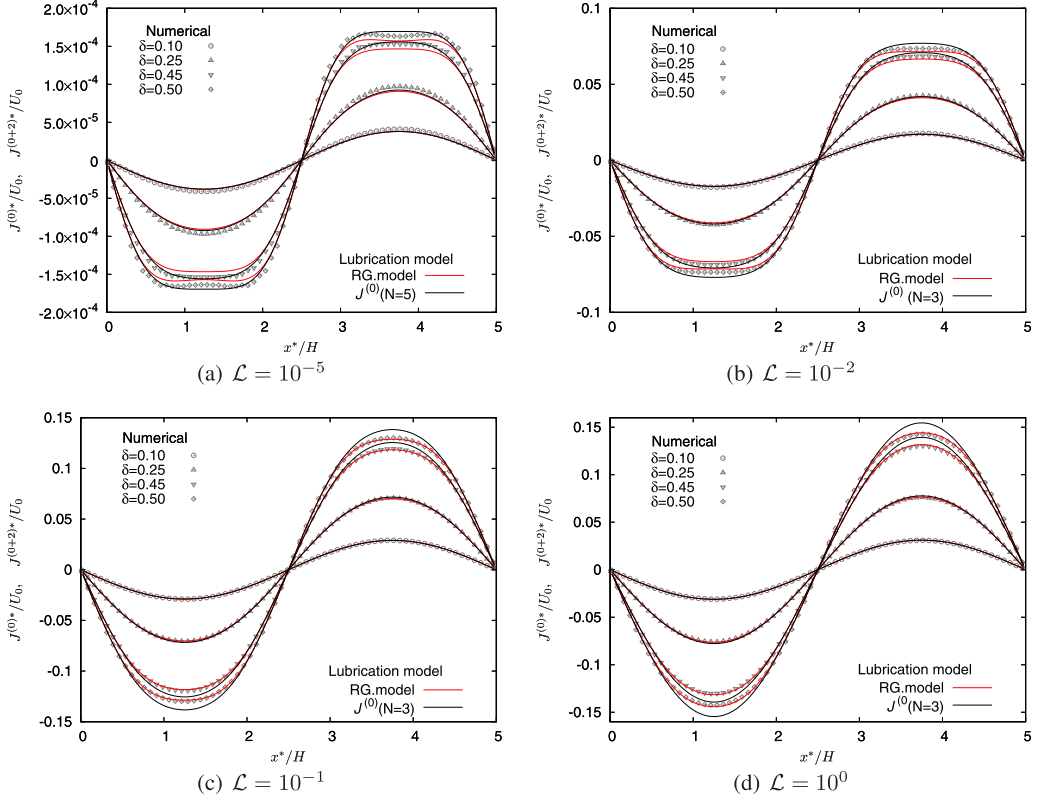 2.0×10⁻⁴
1.5×10⁻⁴
1.0×10⁻⁴
5.0×10⁻⁵
0
-5.0×10⁻⁵
-1.0×10⁻⁴
-1.5×10⁻⁴
-2.0×10⁻⁴
J⁽⁰⁾*/U₀, J⁽⁰⁺²⁾*/U₀
Numerical
δ=0.10
δ=0.25
δ=0.45
δ=0.50
Lubrication model
RG.model
J⁽⁰⁾(N=5)
0 1 2 3 4 5
x*/H
(a) ℒ = 10⁻⁵
0.1
0.05
0
-0.05
-0.1
J⁽⁰⁾*/U₀, J⁽⁰⁺²⁾*/U₀
Numerical
δ=0.10
δ=0.25
δ=0.45
δ=0.50
Lubrication model
RG.model
J⁽⁰⁾(N=3)
0 1 2 3 4 5
x*/H
(b) ℒ = 10⁻²
0.15
0.1
0.05
0
-0.05
-0.1
-0.15
J⁽⁰⁾*/U₀, J⁽⁰⁺²⁾*/U₀
Numerical
δ=0.10
δ=0.25
δ=0.45
δ=0.50
Lubrication model
RG.model
J⁽⁰⁾(N=3)
0 1 2 3 4 5
x*/H
(c) ℒ = 10⁻¹
0.15
0.1
0.05
0
-0.05
-0.1
-0.15
J⁽⁰⁾*/U₀, J⁽⁰⁺²⁾*/U₀
Numerical
δ=0.10
δ=0.25
δ=0.45
δ=0.50
Lubrication model
RG.model
J⁽⁰(N=3)
0 1 2 3 4 5
x*/H
(d) ℒ = 10⁰